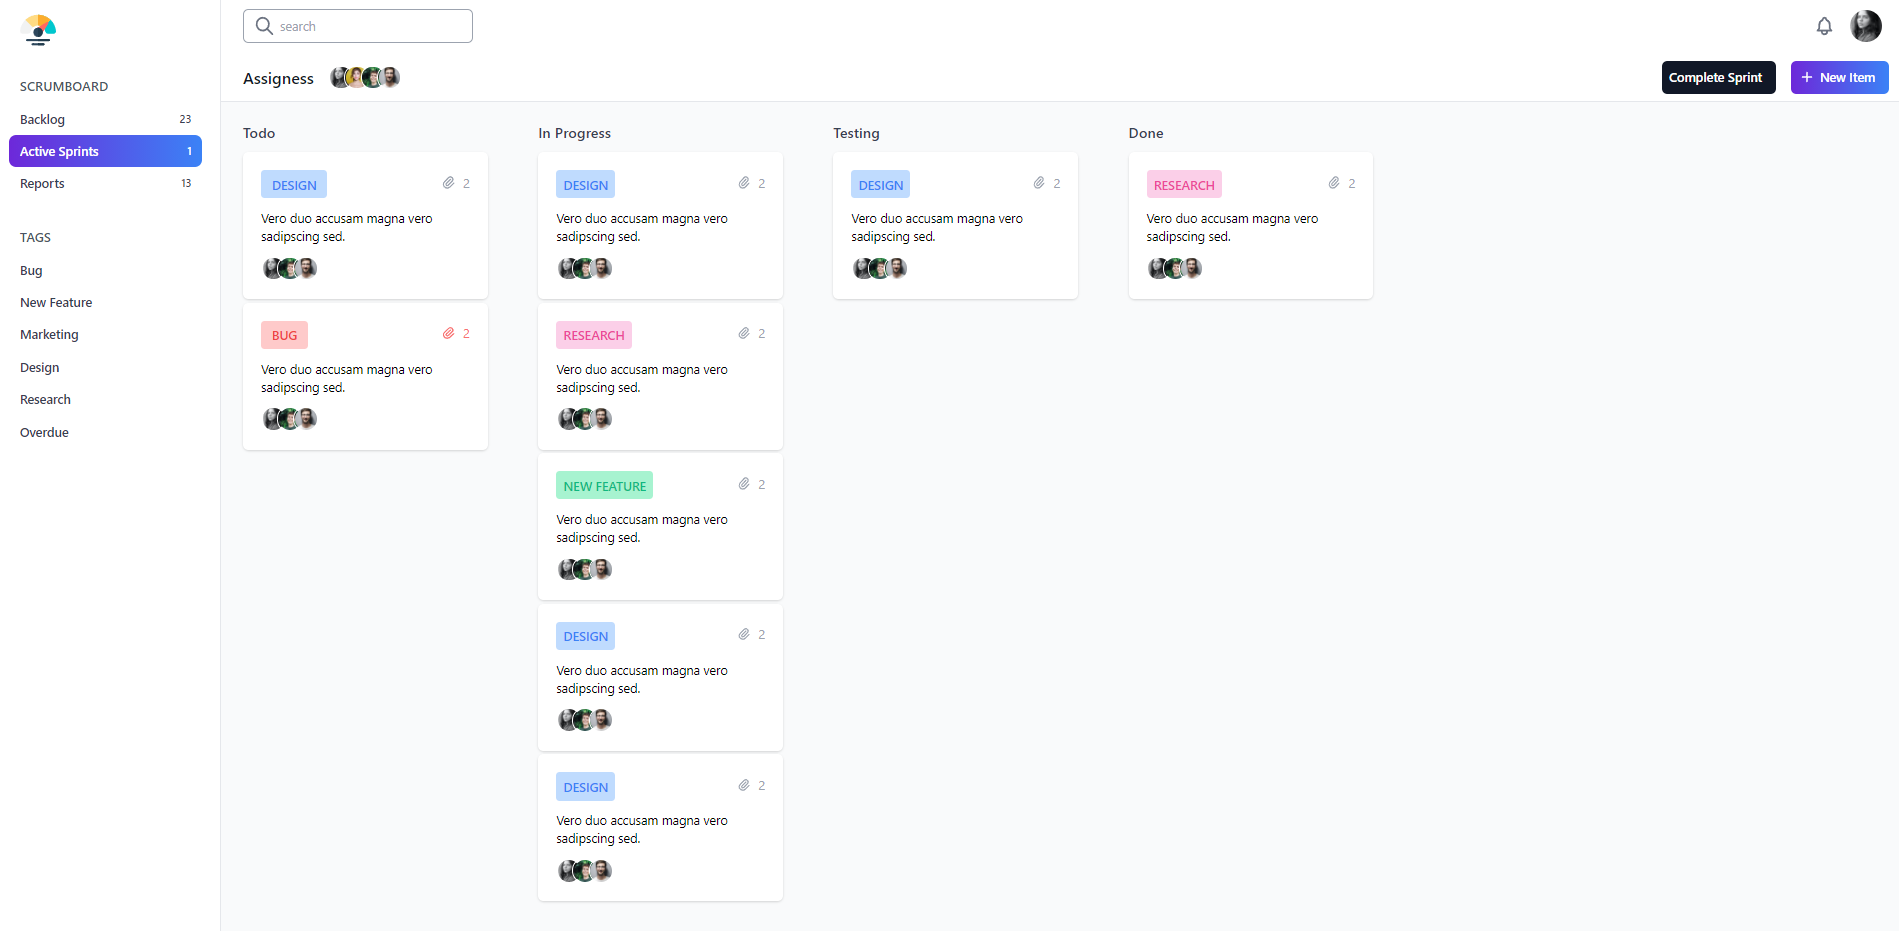 search
SCRUMBOARD
Backlog 23
Active Sprints 1
Reports 13
TAGS
Bug
New Feature
Marketing
Design
Research
Overdue
Assigness
Complete Sprint
+ New Item
Todo
DESIGN 2
Vero duo accusam magna vero
sadipscing sed.
BUG 2
Vero duo accusam magna vero
sadipscing sed.
In Progress
DESIGN 2
Vero duo accusam magna vero
sadipscing sed.
RESEARCH 2
Vero duo accusam magna vero
sadipscing sed.
NEW FEATURE 2
Vero duo accusam magna vero
sadipscing sed.
DESIGN 2
Vero duo accusam magna vero
sadipscing sed.
DESIGN 2
Vero duo accusam magna vero
sadipscing sed.
Testing
DESIGN 2
Vero duo accusam magna vero
sadipscing sed.
Done
RESEARCH 2
Vero duo accusam magna vero
sadipscing sed.